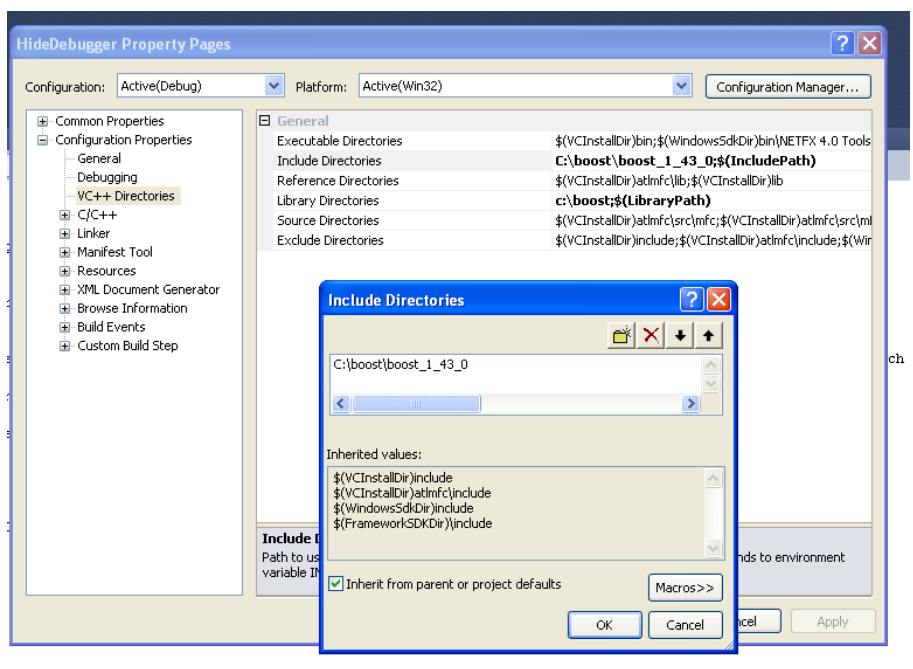 HideDebugger Property Pages
Configuration: Active(Debug) Platform: Active(Win32) Configuration Manager...
Common Properties
Configuration Properties
General
Debugging
VC++ Directories
C/C++
Linker
Manifest Tool
Resources
XML Document Generator
Browse Information
Build Events
Custom Build Step
General
Executable Directories $(VCInstallDir)bin;$(WindowsSdkDir)bin\NETFX 4.0 Tools
Include Directories C:\boost\boost_1_43_0;$(IncludePath)
Reference Directories $(VCInstallDir)atlmfc\lib;$(VCInstallDir)lib
Library Directories c:\boost;$(LibraryPath)
Source Directories $(VCInstallDir)atlmfc\src\mfc;$(VCInstallDir)atlmfc\src\m
Exclude Directories $(VCInstallDir)include;$(VCInstallDir)atlmfc\include;$(Wir
Include Directories
C:\boost\boost_1_43_0
Inherited values:
$(VCInstallDir)include
$(VCInstallDir)atlmfc\include
$(WindowsSdkDir)include
$(FrameworkSDKDir)\include
Inherit from parent or project defaults
Macros>>
OK Cancel
Include
Path to us
variable
nds to environment
ncel Apply
ch